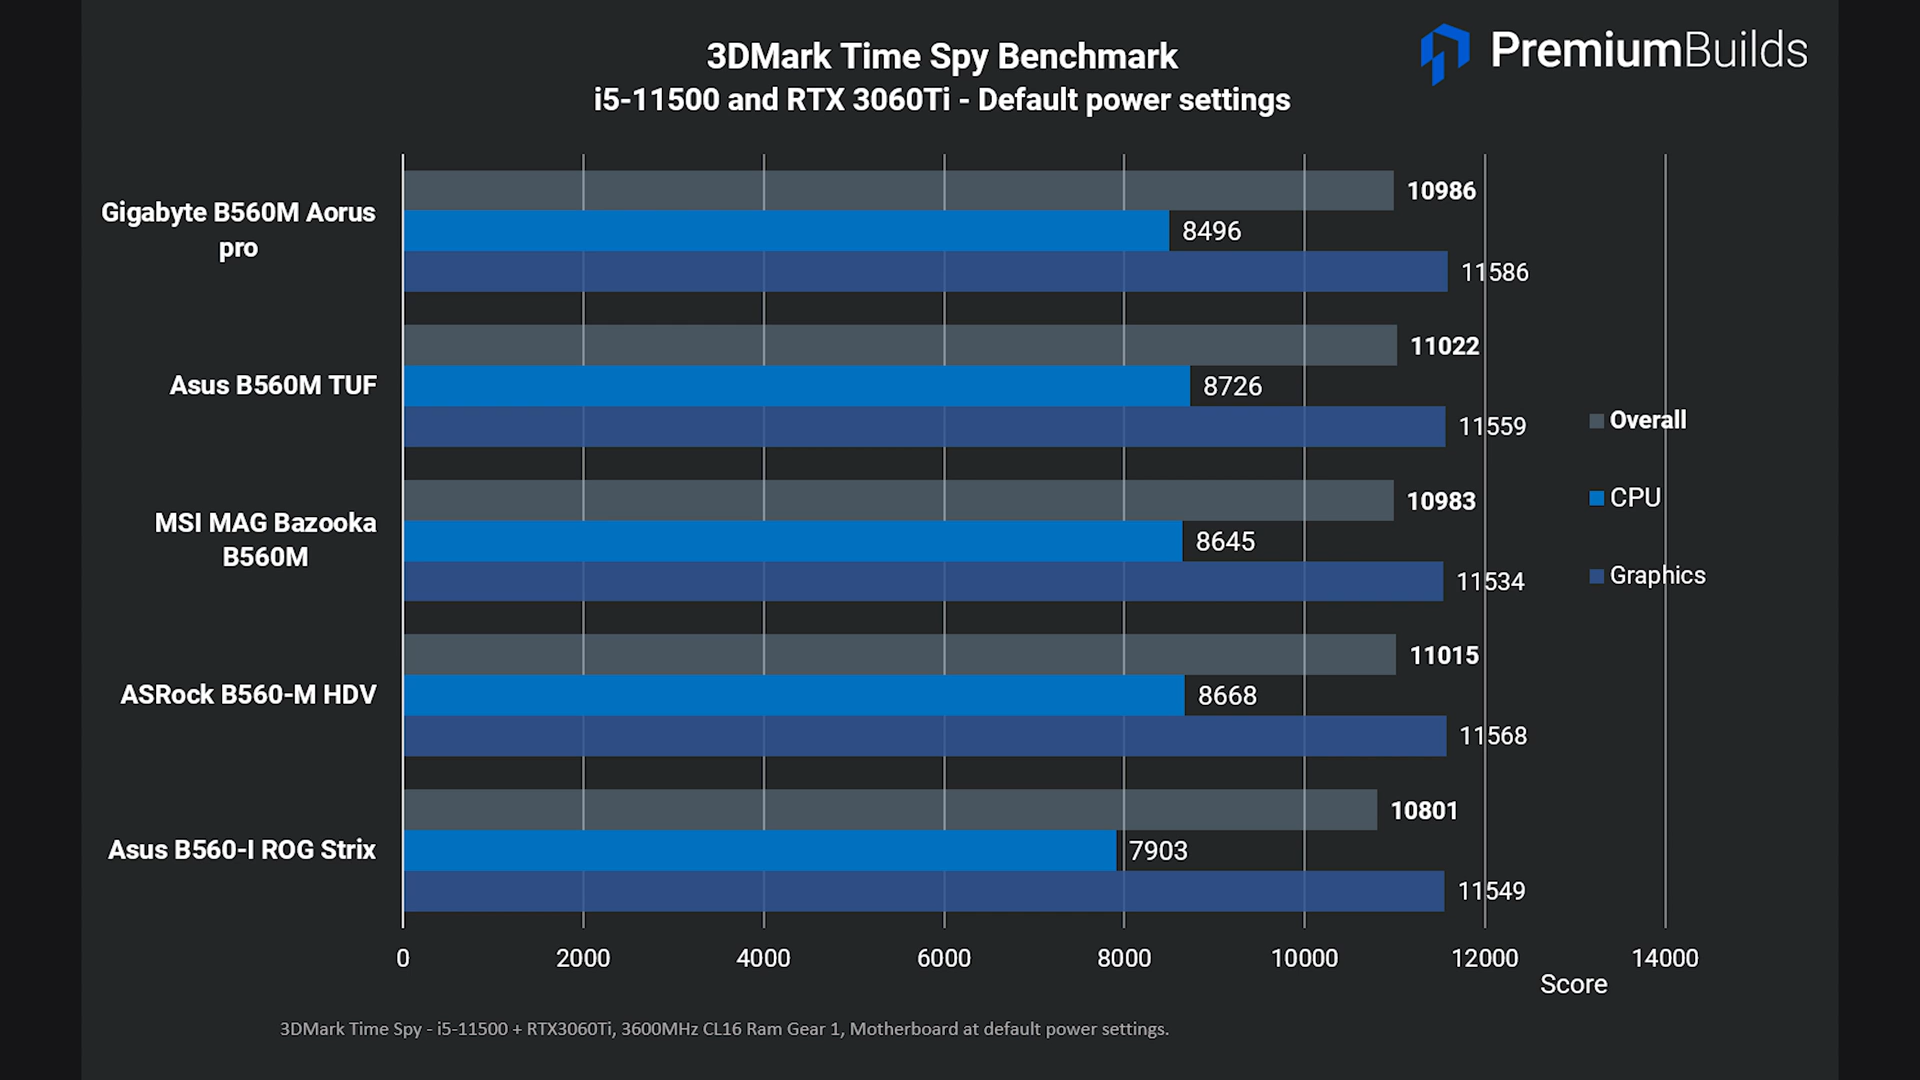 3DMark Time Spy Benchmark
i5-11500 and RTX 3060Ti - Default power settings
PremiumBuilds
Gigabyte B560M Aorus
pro
10986
8496
11586
Asus B560M TUF
11022
8726
11559
MSI MAG Bazooka
B560M
10983
8645
11534
ASRock B560-M HDV
11015
8668
11568
Asus B560-I ROG Strix
10801
7903
11549
Overall
CPU
Graphics
0 2000 4000 6000 8000 10000 12000 14000
Score
3DMark Time Spy - i5-11500 + RTX3060Ti, 3600MHz CL16 Ram Gear 1, Motherboard at default power settings.